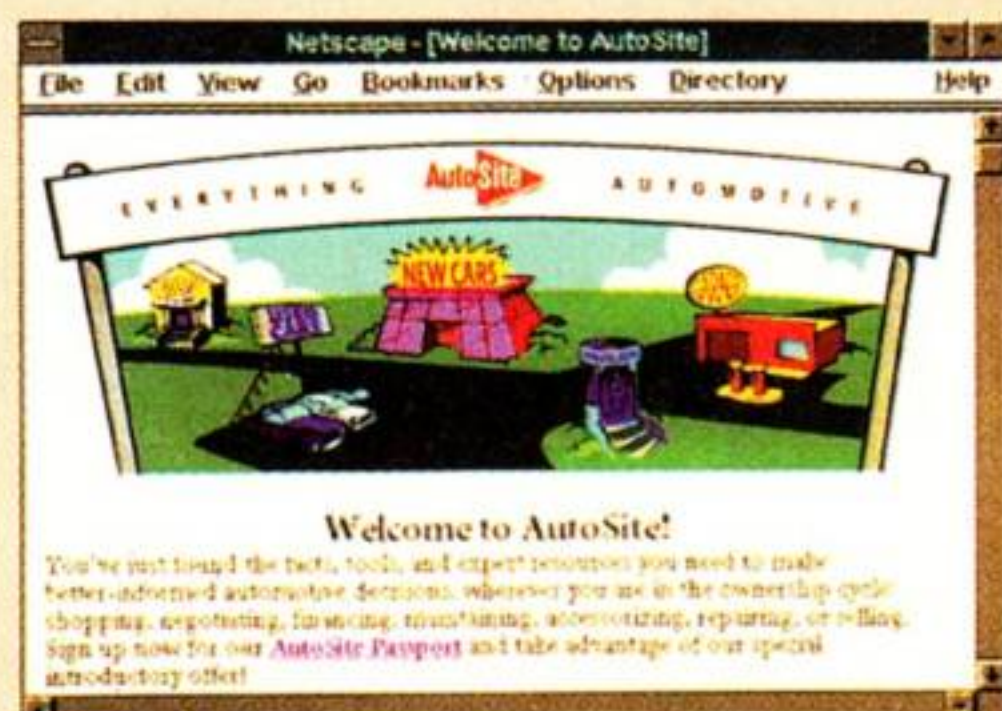 Netscape - [Welcome to AutoSite]
File Edit View Go Bookmarks Options Directory Help
EVERYTHING AutoSite AUTOMOTIVE
NEW CARS
Welcome to AutoSite!
You've just found the facts, tools, and expert resources you need to make
better-informed automotive decisions, wherever you are in the ownership cycle
shopping, negotiating, financing, maintaining, accessorizing, repairing, or selling.
Sign up now for our AutoSite Passport and take advantage of our special
introductory offer!